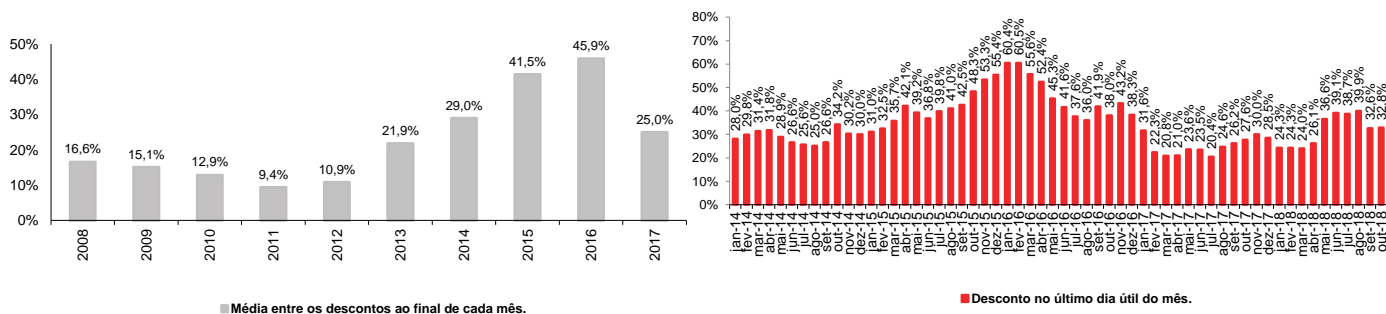 50%
40%
30%
20%
10%
0%
16,6%
15,1%
12,9%
9,4%
10,9%
21,9%
29,0%
41,5%
45,9%
25,0%
2008
2009
2010
2011
2012
2013
2014
2015
2016
2017
Média entre os descontos ao final de cada mês.
80%
70%
60%
50%
40%
30%
20%
10%
0%
28,0%
29,8%
31,4%
31,8%
28,9%
26,6%
25,6%
25,0%
26,6%
34,2%
30,2%
30,0%
31,0%
32,5%
35,7%
42,1%
39,2%
36,8%
39,8%
41,0%
42,5%
48,3%
53,3%
55,4%
60,4%
60,5%
55,6%
52,4%
45,3%
41,6%
37,6%
36,0%
41,9%
38,0%
43,2%
38,3%
31,6%
22,3%
20,8%
21,0%
23,6%
23,5%
20,4%
24,6%
26,2%
27,6%
30,0%
28,5%
24,3%
24,3%
24,0%
26,1%
36,6%
39,1%
38,7%
39,9%
32,6%
32,8%
jan-14
fev-14
mar-14
abr-14
mai-14
jun-14
jul-14
ago-14
set-14
out-14
nov-14
dez-14
jan-15
fev-15
mar-15
abr-15
mai-15
jun-15
jul-15
ago-15
set-15
out-15
nov-15
dez-15
jan-16
fev-16
mar-16
abr-16
mai-16
jun-16
jul-16
ago-16
set-16
out-16
nov-16
dez-16
jan-17
fev-17
mar-17
abr-17
mai-17
jun-17
jul-17
ago-17
set-17
out-17
nov-17
dez-17
jan-18
fev-18
mar-18
abr-18
mai-18
jun-18
jul-18
ago-18
set-18
out-18
Desconto no último dia útil do mês.